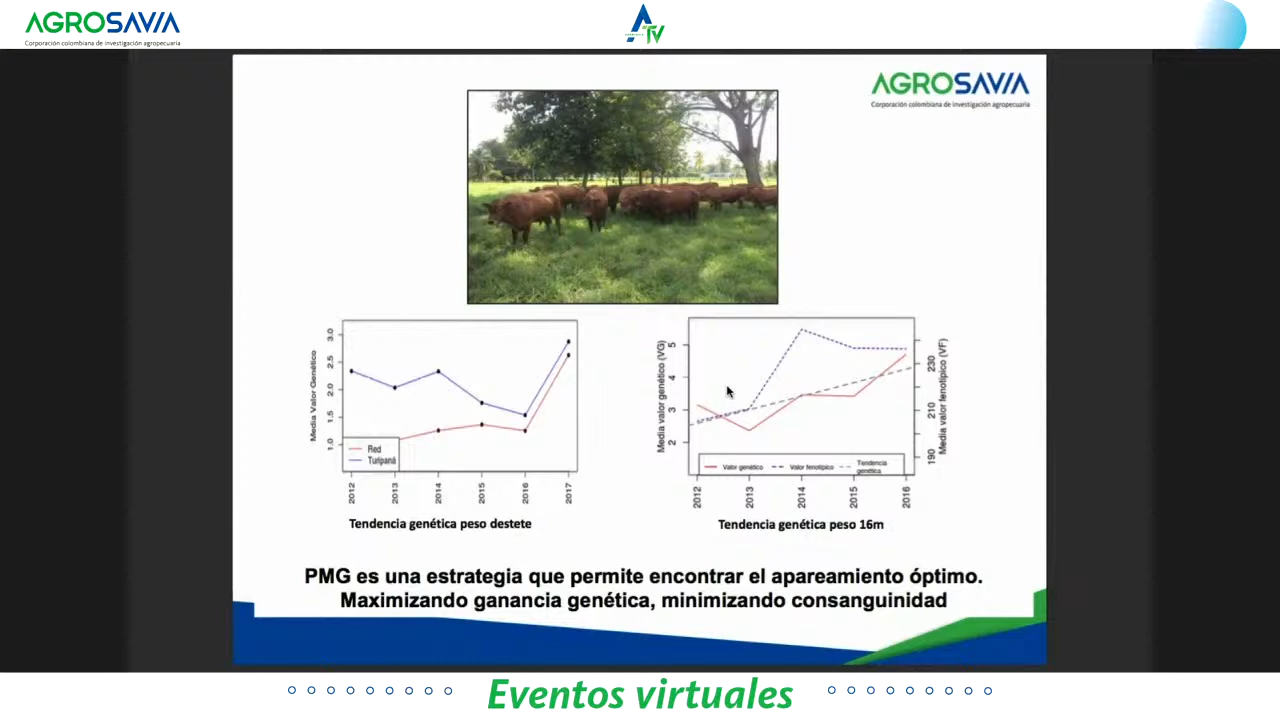 AGROSAVIA
Corporación colombiana de investigación agropecuaria
ATV
AGROSAVIA
Corporación colombiana de investigación agropecuaria
Media Valor Genético
3.0
2.5
2.0
1.5
1.0
Red
Turipaná
2012
2013
2014
2015
2016
2017
Tendencia genética peso destete
Media valor genético (VG)
5
4
3
2
230
210
190
Media valor fenotípico (VF)
Valor genético
Valor fenotípico
Tendencia
genética
2012
2013
2014
2015
2016
Tendencia genética peso 16m
PMG es una estrategia que permite encontrar el apareamiento óptimo.
Maximizando ganancia genética, minimizando consanguinidad
Eventos virtuales